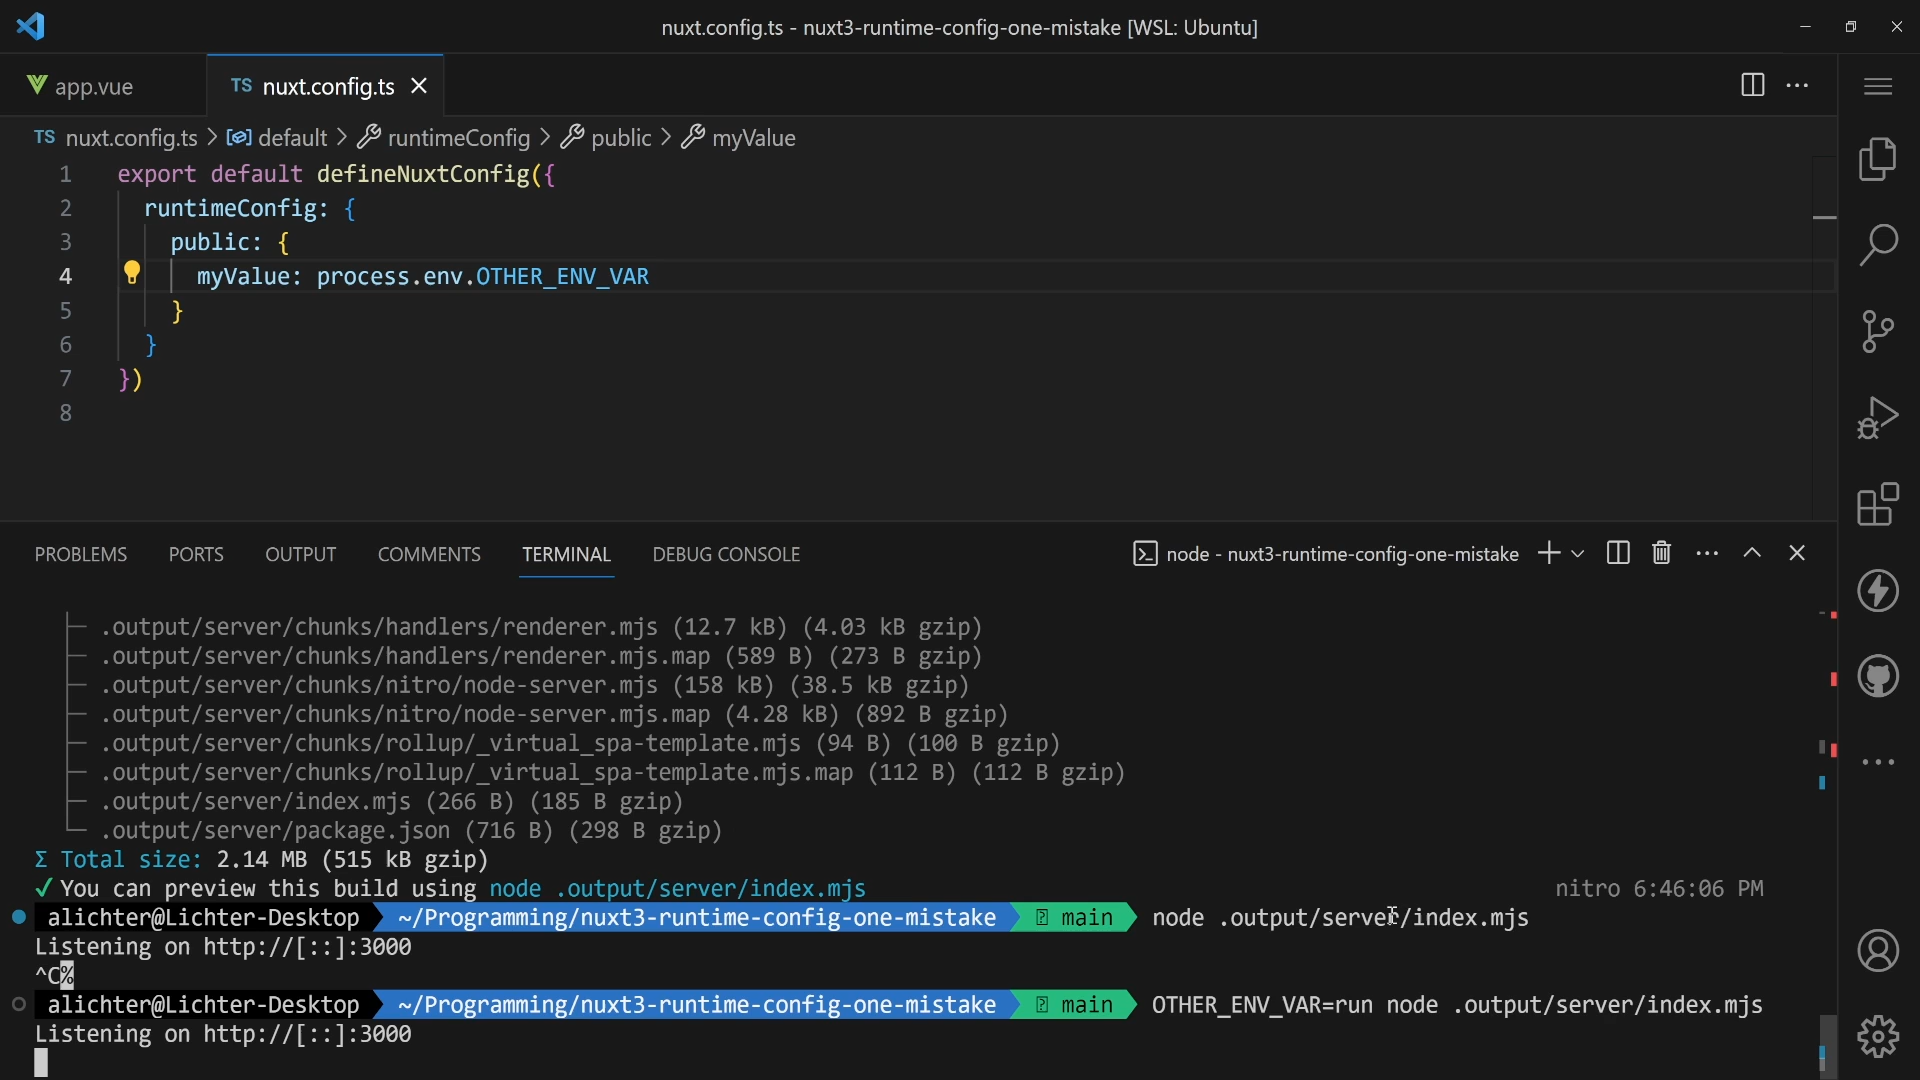 nuxt.config.ts - nuxt3-runtime-config-one-mistake [WSL: Ubuntu]
app.vue
TS nuxt.config.ts
TS nuxt.config.ts > default > runtimeConfig > public > myValue
1 export default defineNuxtConfig({
2 runtimeConfig: {
3 public: {
4 myValue: process.env.OTHER_ENV_VAR
5 }
6 }
7 })
8
PROBLEMS PORTS OUTPUT COMMENTS TERMINAL DEBUG CONSOLE
node - nuxt3-runtime-config-one-mistake
├─ .output/server/chunks/handlers/renderer.mjs (12.7 kB) (4.03 kB gzip)
├─ .output/server/chunks/handlers/renderer.mjs.map (589 B) (273 B gzip)
├─ .output/server/chunks/nitro/node-server.mjs (158 kB) (38.5 kB gzip)
├─ .output/server/chunks/nitro/node-server.mjs.map (4.28 kB) (892 B gzip)
├─ .output/server/chunks/rollup/_virtual_spa-template.mjs (94 B) (100 B gzip)
├─ .output/server/chunks/rollup/_virtual_spa-template.mjs.map (112 B) (112 B gzip)
├─ .output/server/index.mjs (266 B) (185 B gzip)
└─ .output/server/package.json (716 B) (298 B gzip)
Σ Total size: 2.14 MB (515 kB gzip)
✓ You can preview this build using node .output/server/index.mjs nitro 6:46:06 PM
alichter@Lichter-Desktop ~/Programming/nuxt3-runtime-config-one-mistake main node .output/server/index.mjs
Listening on http://[::]:3000
^C%
alichter@Lichter-Desktop ~/Programming/nuxt3-runtime-config-one-mistake main OTHER_ENV_VAR=run node .output/server/index.mjs
Listening on http://[::]:3000